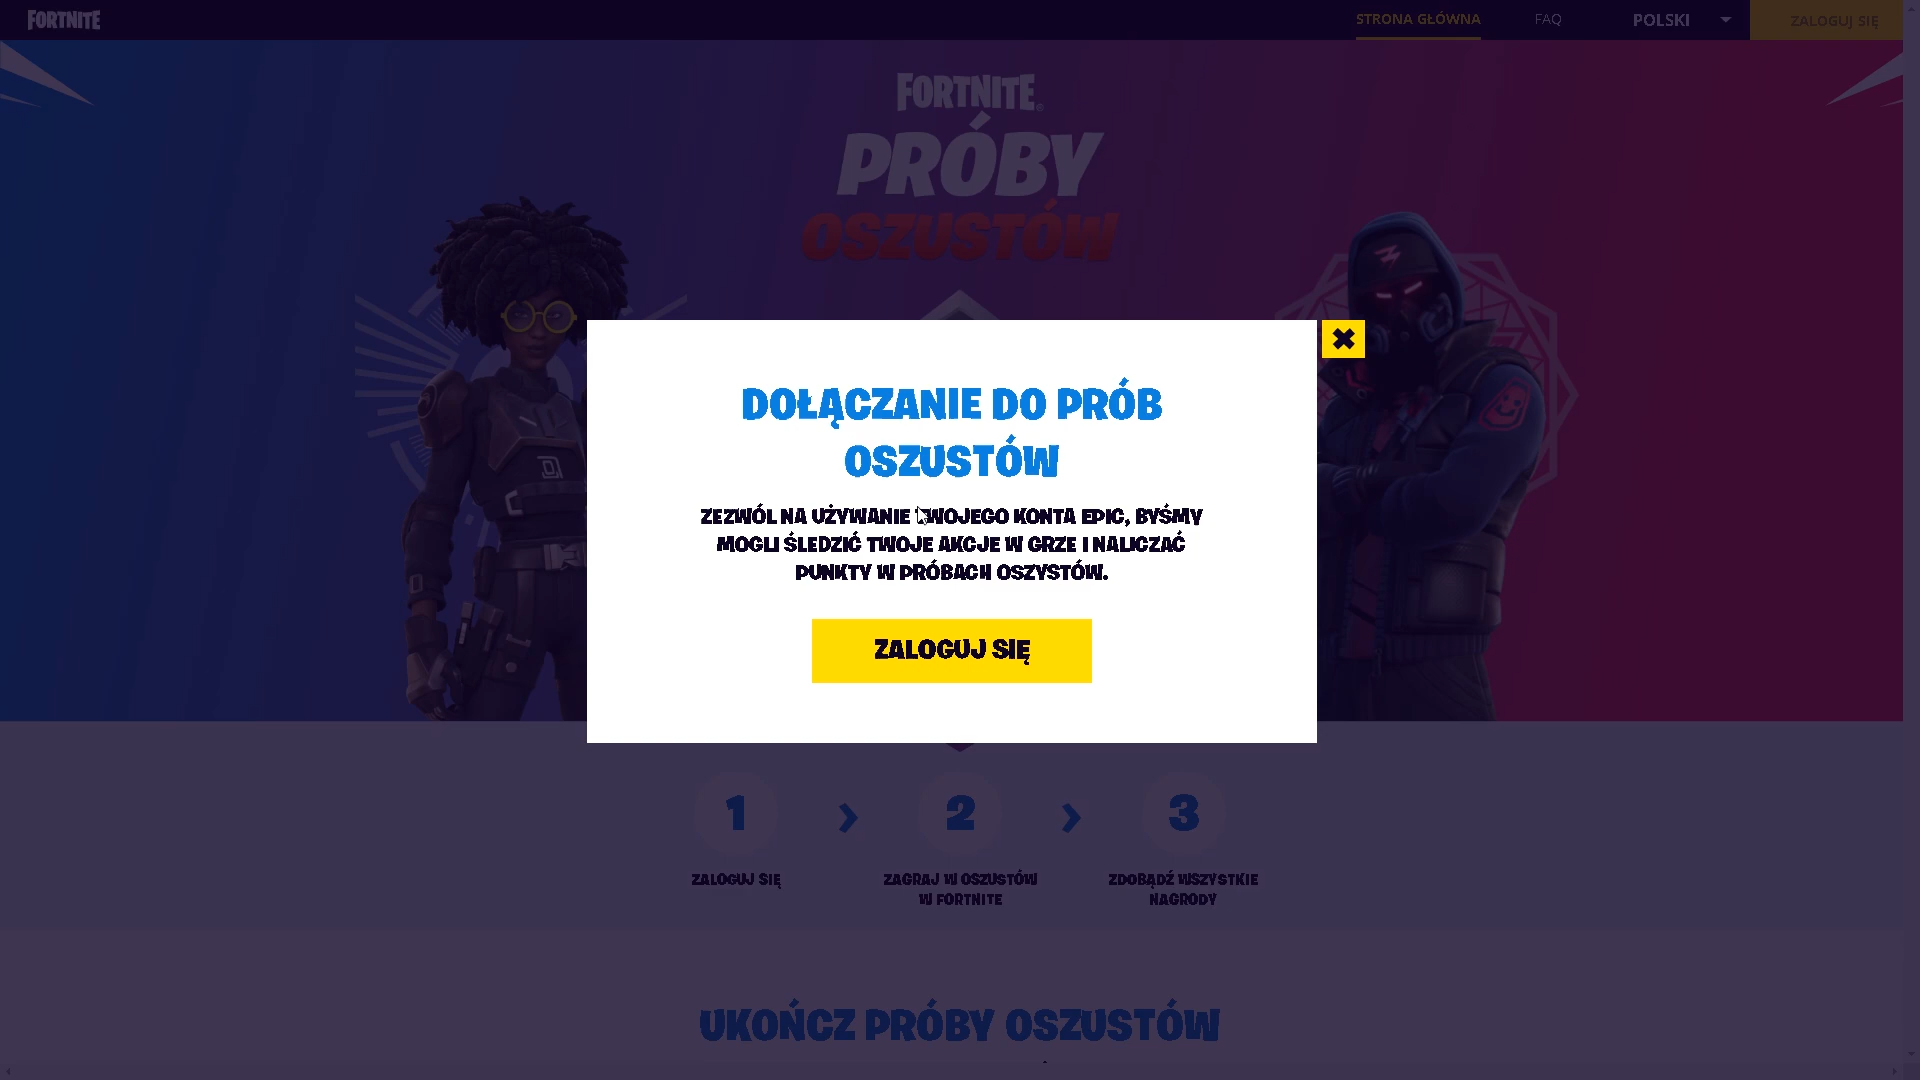 FORTNITE
STRONA GŁÓWNA
FAQ
POLSKI
ZALOGUJ SIĘ
FORTNITE
PRÓBY
OSZUSTÓW
DOŁĄCZANIE DO PRÓB
OSZUSTÓW
ZEZWÓL NA UŻYWANIE TWOJEGO KONTA EPIC, BYŚMY
MOGLI ŚLEDZIĆ TWOJE AKCJE W GRZE I NALICZAĆ
PUNKTY W PRÓBACH OSZYSTÓW.
ZALOGUJ SIĘ
1
2
3
ZALOGUJ SIĘ
ZAGRAJ W OSZUSTÓW
W FORTNITE
ZDOBĄDŹ WSZYSTKIE
NAGRODY
UKOŃCZ PRÓBY OSZUSTÓW